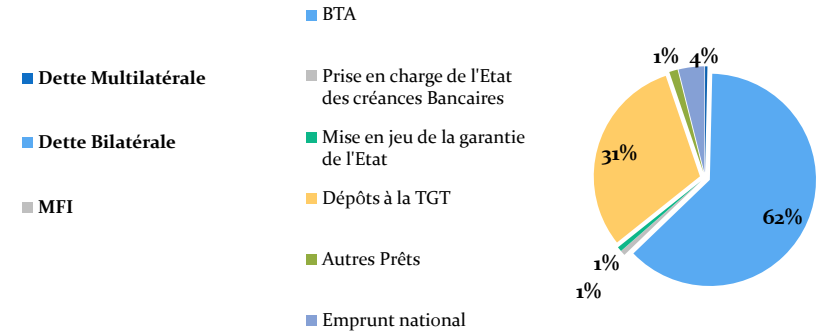 Dette Multilatérale
Dette Bilatérale
MFI
BTA
Prise en charge de l'Etat
des créances Bancaires
Mise en jeu de la garantie
de l'Etat
Dépôts à la TGT
Autres Prêts
Emprunt national
1%
4%
31%
62%
1%
1%